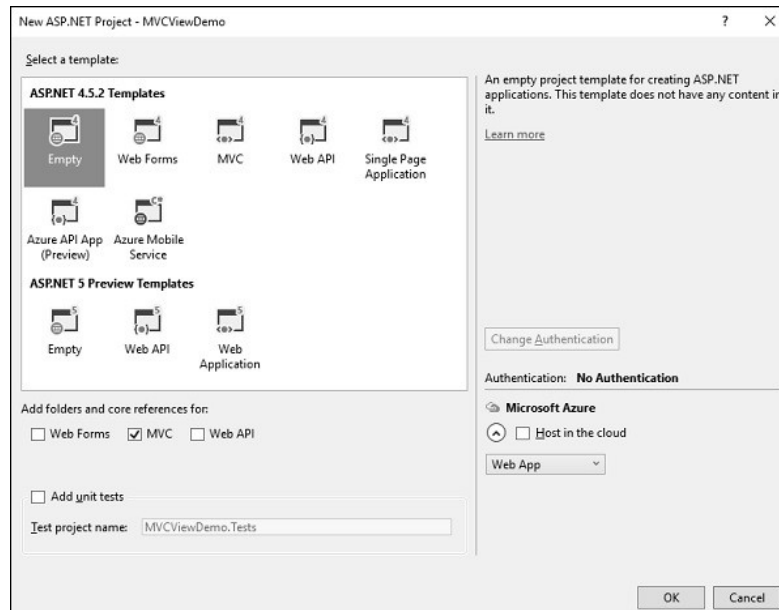 New ASP.NET Project - MVCViewDemo
? X
Select a template:
ASP.NET 4.5.2 Templates
Empty
Web Forms
MVC
Web API
Single Page
Application
Azure API App
(Preview)
Azure Mobile
Service
ASP.NET 5 Preview Templates
Empty
Web API
Web
Application
Add folders and core references for:
Web Forms MVC Web API
Add unit tests
Test project name: MVCViewDemo.Tests
An empty project template for creating ASP.NET
applications. This template does not have any content in
it.
Learn more
Change Authentication
Authentication: No Authentication
Microsoft Azure
Host in the cloud
Web App
OK Cancel